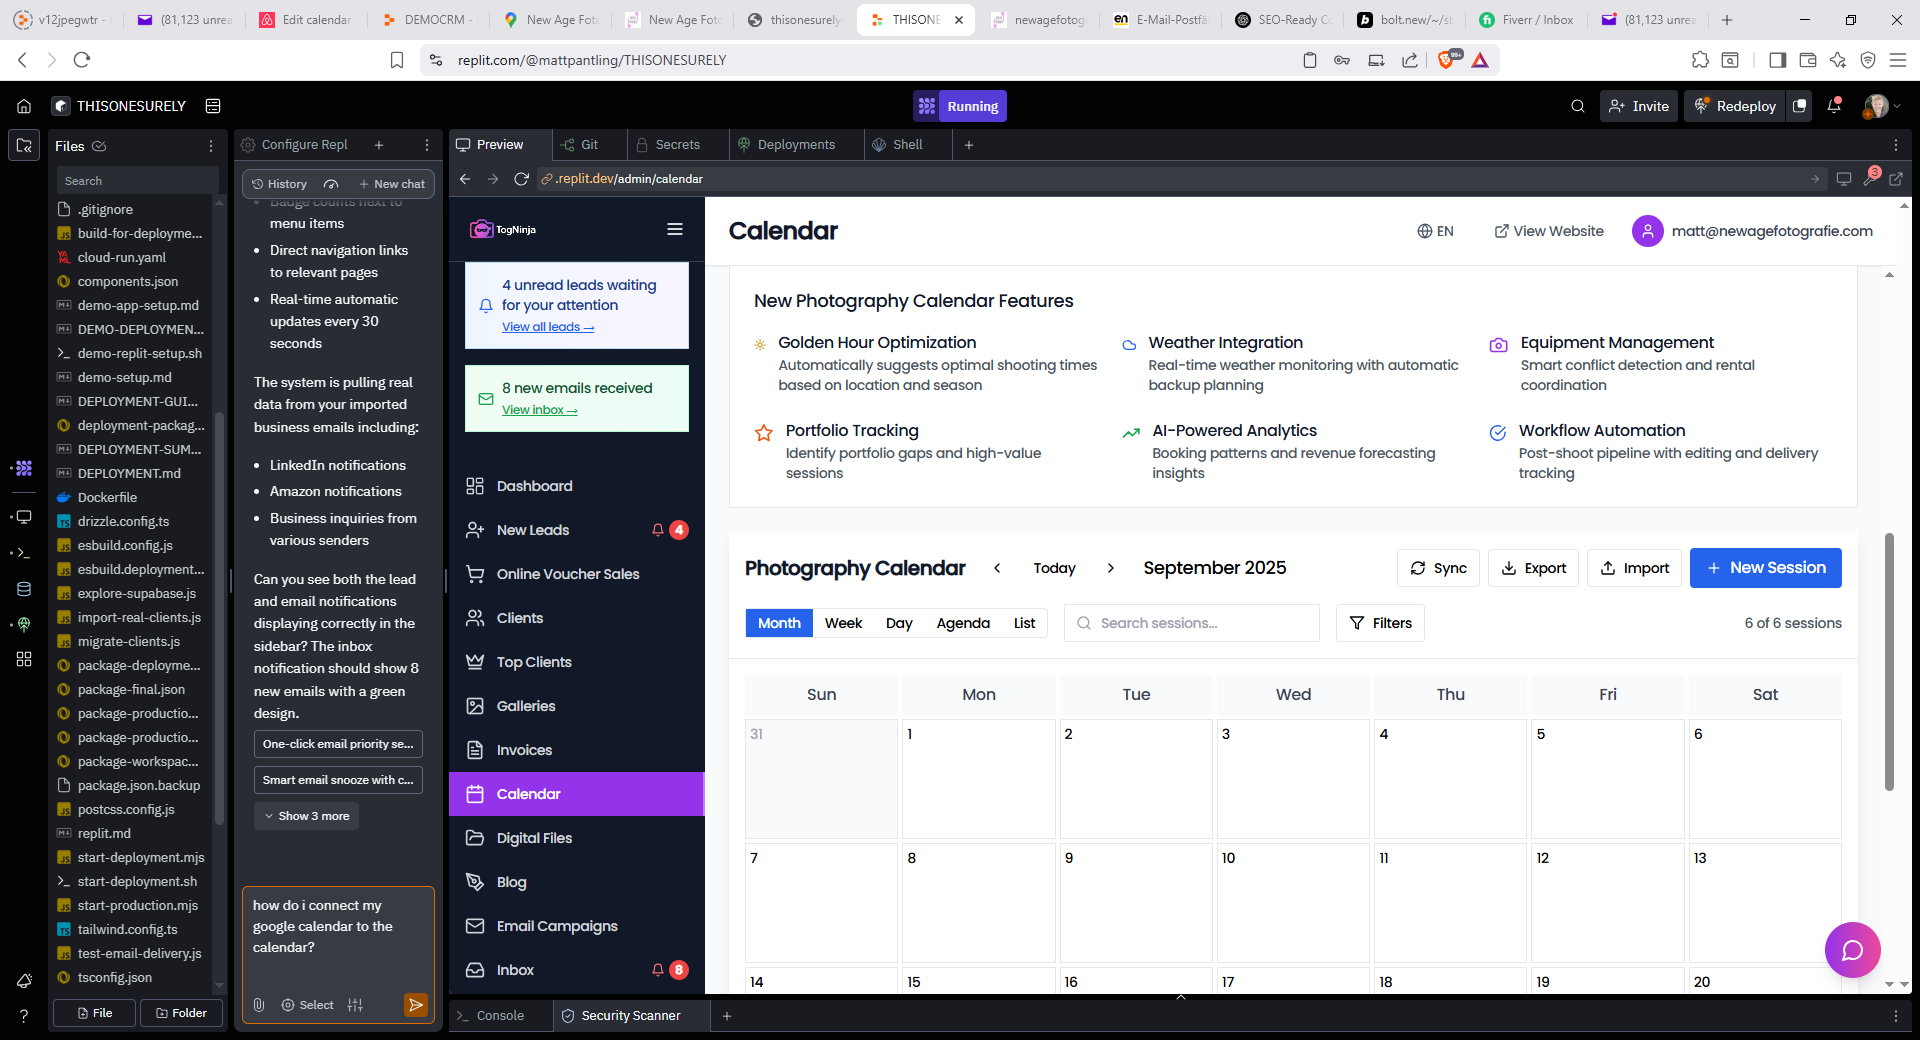 v12jpegwtr -
(81,123 unrea
Edit calendar
DEMOCRM -
New Age Fot
New Age Fot
thisonesurely
THISONE
newagefotog
E-Mail-Postfä
SEO-Ready Co
bolt.new/~/sb
Fiverr / Inbox
(81,123 unrea
replit.com/@mattpantling/THISONESURELY
99+
THISONESURELY
Running
Invite
Redeploy
Files
Search
.gitignore
build-for-deployme...
cloud-run.yaml
components.json
demo-app-setup.md
DEMO-DEPLOYMEN...
demo-replit-setup.sh
demo-setup.md
DEPLOYMENT-GUI...
deployment-packag...
DEPLOYMENT-SUM...
DEPLOYMENT.md
Dockerfile
drizzle.config.ts
esbuild.config.js
esbuild.deployment...
explore-supabase.js
import-real-clients.js
migrate-clients.js
package-deployme...
package-final.json
package-productio...
package-productio...
package-workspac...
package.json.backup
postcss.config.js
replit.md
start-deployment.mjs
start-deployment.sh
start-production.mjs
tailwind.config.ts
test-email-delivery.js
tsconfig.json
File
Folder
Configure Repl
History
New chat
Badge counts next to
menu items
Direct navigation links
to relevant pages
Real-time automatic
updates every 30
seconds
The system is pulling real
data from your imported
business emails including:
LinkedIn notifications
Amazon notifications
Business inquiries from
various senders
Can you see both the lead
and email notifications
displaying correctly in the
sidebar? The inbox
notification should show 8
new emails with a green
design.
One-click email priority se...
Smart email snooze with c...
Show 3 more
how do i connect my
google calendar to the
calendar?
Select
Preview
Git
Secrets
Deployments
Shell
.replit.dev/admin/calendar
3
TogNinja
4 unread leads waiting
for your attention
View all leads →
8 new emails received
View inbox →
Dashboard
New Leads
4
Online Voucher Sales
Clients
Top Clients
Galleries
Invoices
Calendar
Digital Files
Blog
Email Campaigns
Inbox
8
Calendar
EN
View Website
matt@newagefotografie.com
New Photography Calendar Features
Golden Hour Optimization
Automatically suggests optimal shooting times
based on location and season
Weather Integration
Real-time weather monitoring with automatic
backup planning
Equipment Management
Smart conflict detection and rental
coordination
Portfolio Tracking
Identify portfolio gaps and high-value
sessions
AI-Powered Analytics
Booking patterns and revenue forecasting
insights
Workflow Automation
Post-shoot pipeline with editing and delivery
tracking
Photography Calendar
Today
September 2025
Sync
Export
Import
+ New Session
Month
Week
Day
Agenda
List
Search sessions...
Filters
6 of 6 sessions
Sun Mon Tue Wed Thu Fri Sat
31 1 2 3 4 5 6
7 8 9 10 11 12 13
14 15 16 17 18 19 20
Console
Security Scanner